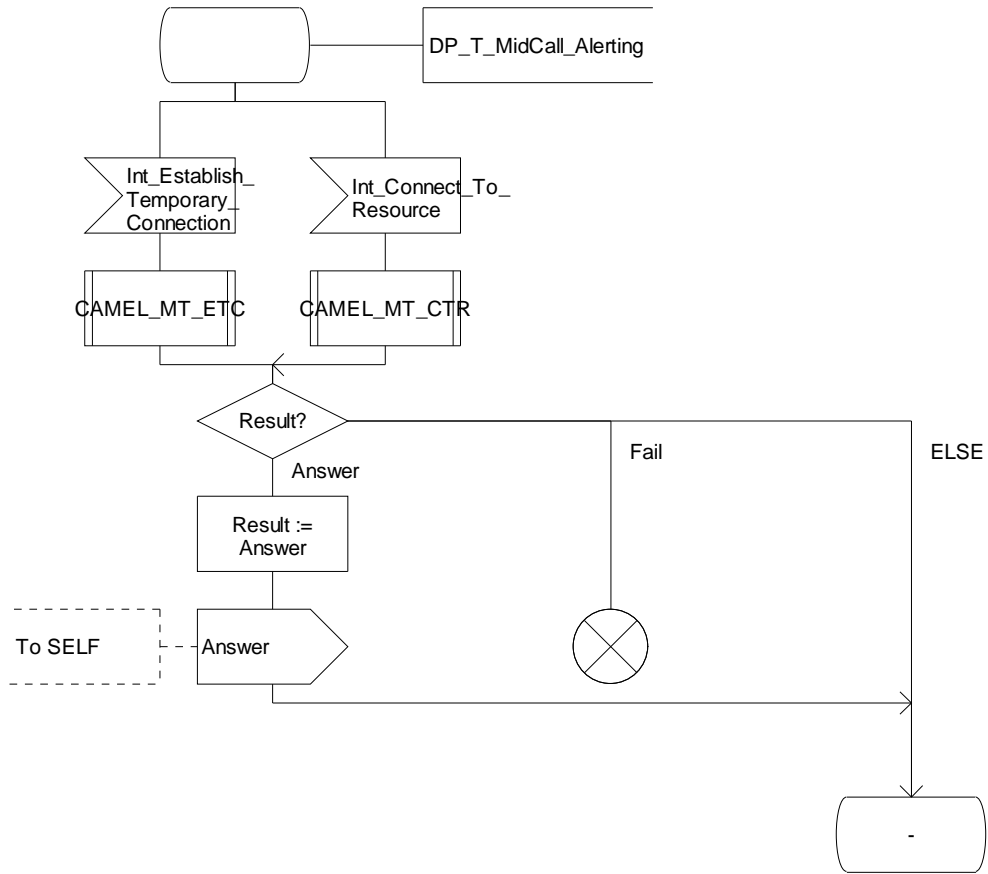 DP_T_MidCall_Alerting
Int_Establish_
Temporary_
Connection
Int_Connect_To_
Resource
CAMEL_MT_ETC
CAMEL_MT_CTR
Result?
Fail
ELSE
Answer
Result :=
Answer
To SELF
Answer
-